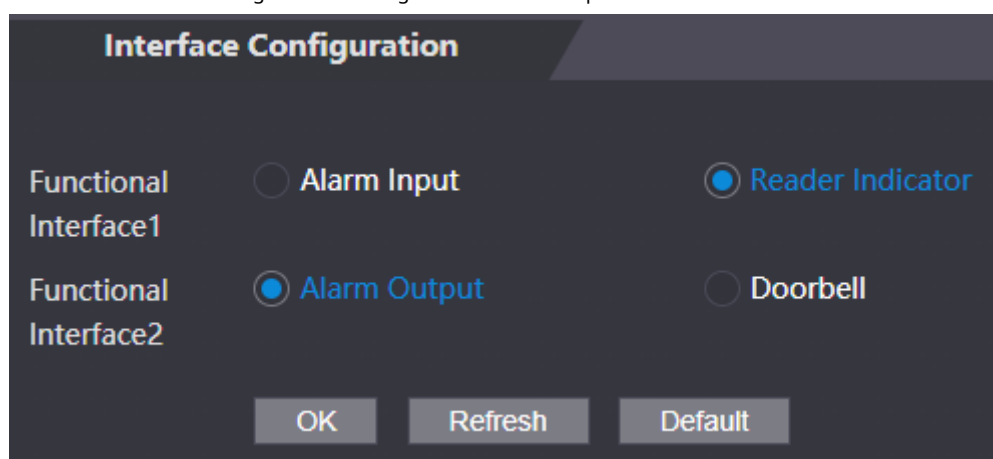 Interface Configuration
Functional Interface1
Alarm Input
Reader Indicator
Functional Interface2
Alarm Output
Doorbell
OK
Refresh
Default